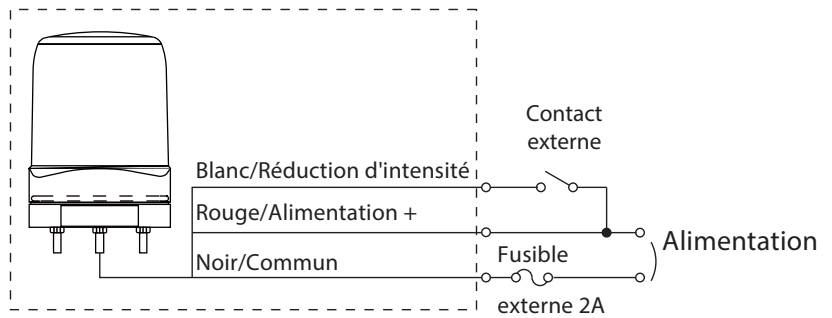 Contact
externe
Blanc/Réduction d'intensité
Rouge/Alimentation +
Alimentation
Noir/Commun
Fusible
externe 2A